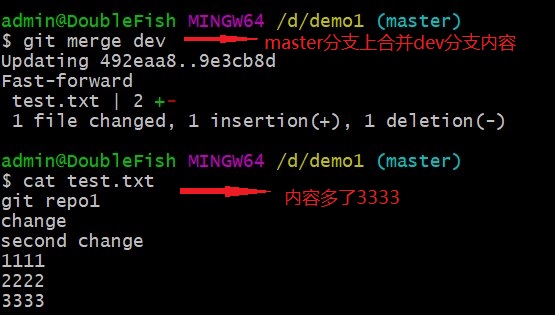 admin@DoubleFish MINGW64 /d/demo1 (master)
$ git merge dev master分支上合并dev分支内容
Updating 492eaa8..9e3cb8d
Fast-forward
 test.txt | 2 +-
 1 file changed, 1 insertion(+), 1 deletion(-)
admin@DoubleFish MINGW64 /d/demo1 (master)
$ cat test.txt 内容多了3333
git repo1
change
second change
1111
2222
3333